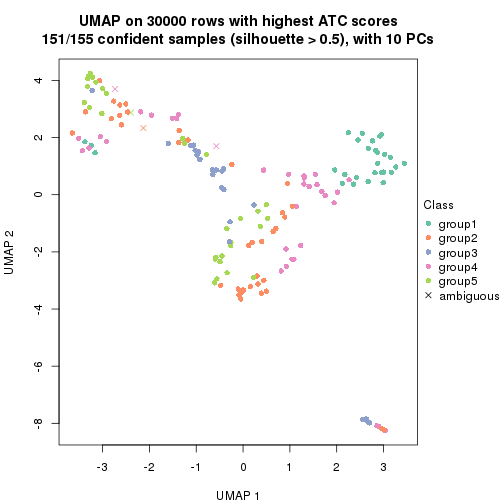 UMAP on 30000 rows with highest ATC scores
151/155 confident samples (silhouette > 0.5), with 10 PCs
4
2
0
-2
-4
-6
-8
UMAP 2
-3
-2
-1
0
1
2
3
UMAP 1
Class
group1
group2
group3
group4
group5
ambiguous